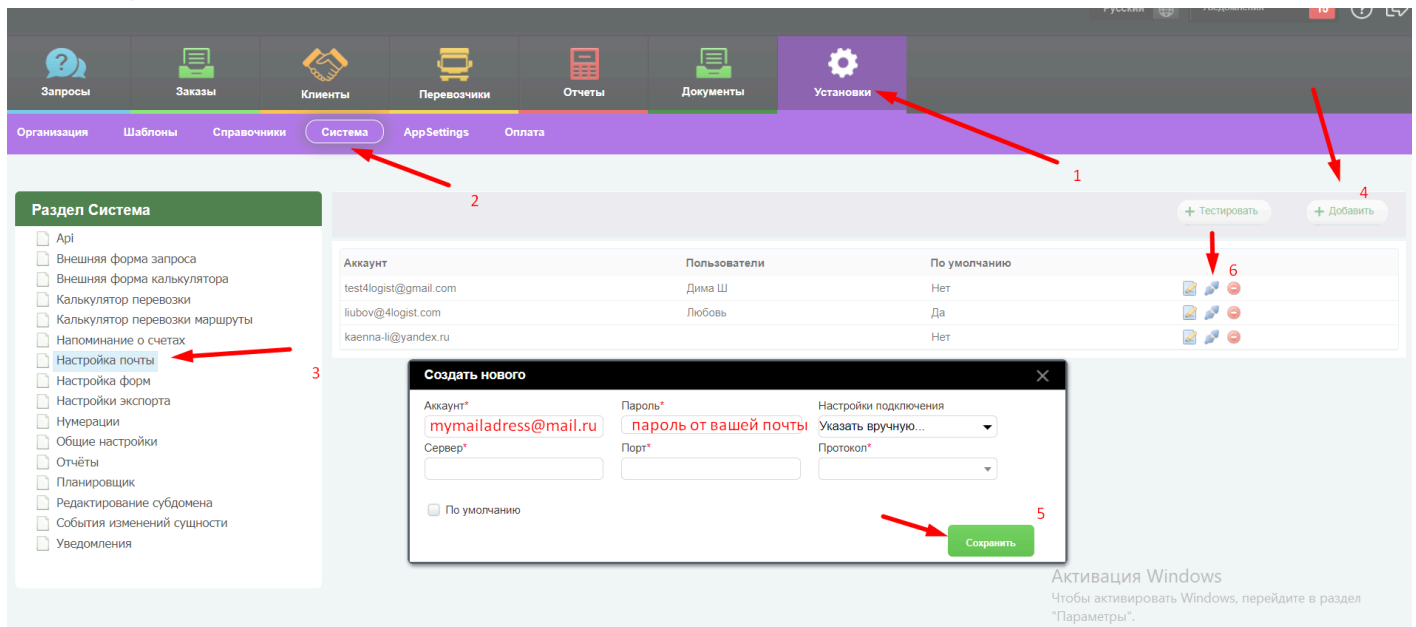 Русский Уведомления 15
Запросы Заказы Клиенты Перевозчики Отчеты Документы Установки
Организация Шаблоны Справочники Система AppSettings Оплата
1
2
4
Раздел Система
+ Тестировать + Добавить
Api
Внешняя форма запроса
Внешняя форма калькулятора
Калькулятор перевозки
Калькулятор перевозки маршруты
Напоминание о счетах
Настройка почты
3
Настройка форм
Настройки экспорта
Нумерации
Общие настройки
Отчёты
Планировщик
Редактирование субдомена
События изменений сущности
Уведомления
Аккаунт Пользователи По умолчанию
6
test4logist@gmail.com Дима Ш Нет
liubov@4logist.com Любовь Да
kaenna-li@yandex.ru Нет
Создать нового
Аккаунт* Пароль* Настройки подключения
mymailadress@mail.ru пароль от вашей почты Указать вручную...
Сервер* Порт* Протокол*
По умолчанию
5
Сохранить
Активация Windows
Чтобы активировать Windows, перейдите в раздел
"Параметры".